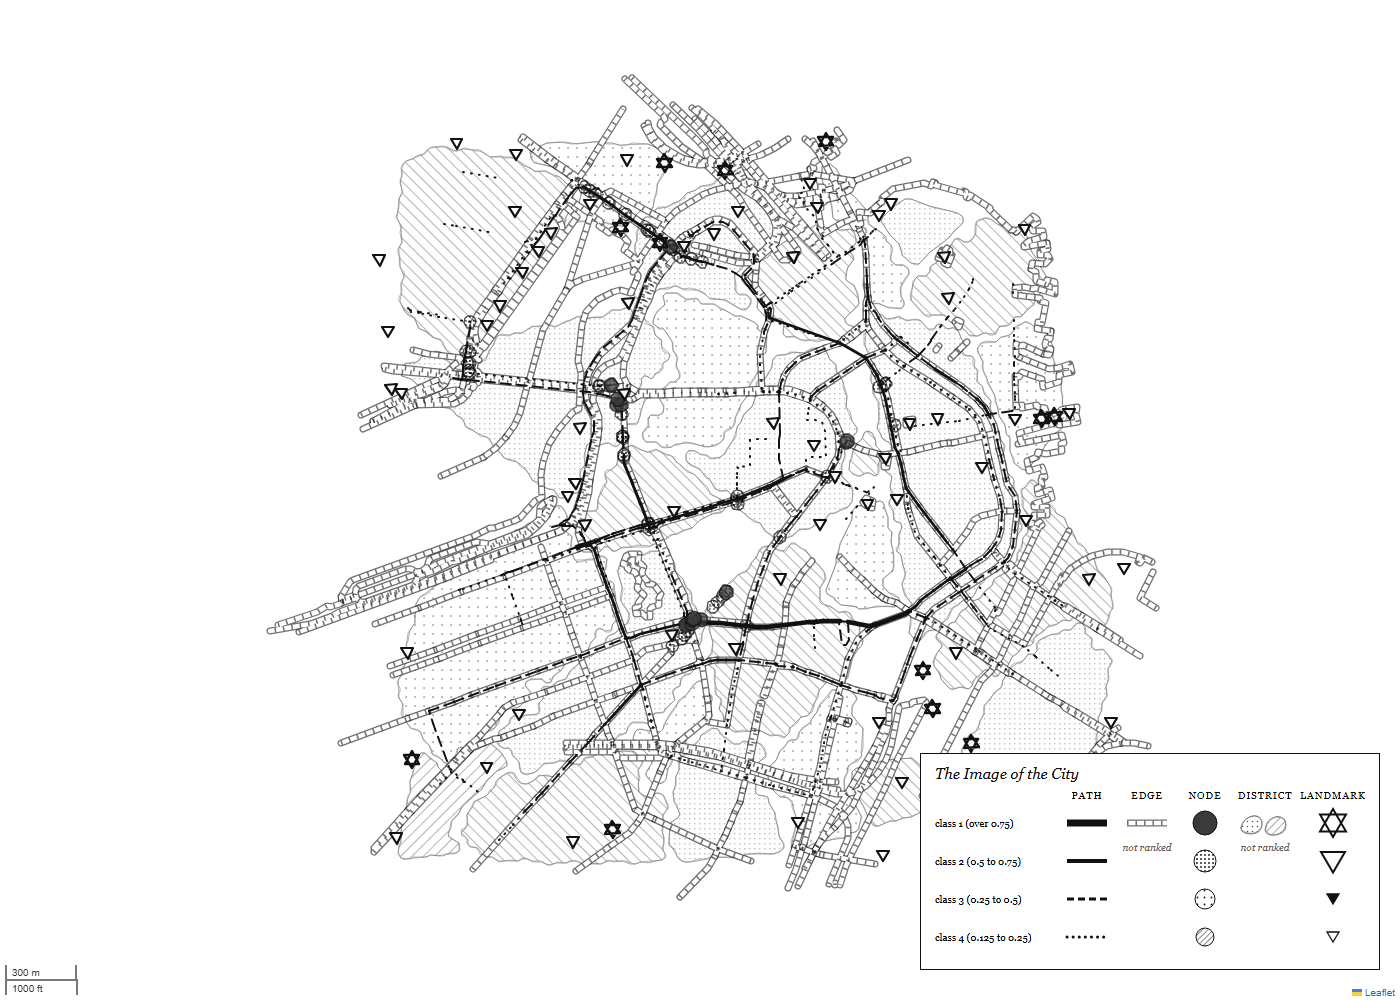 The Image of the City
PATH EDGE NODE DISTRICT LANDMARK
class 1 (over 0.75)
not ranked not ranked
class 2 (0.5 to 0.75)
class 3 (0.25 to 0.5)
class 4 (0.125 to 0.25)
300 m
1000 ft
Leaflet